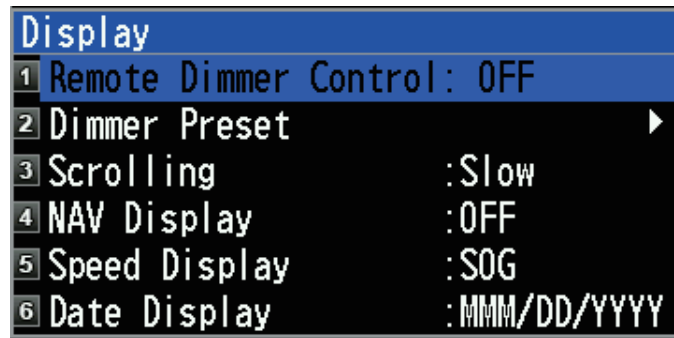 Display
1 Remote Dimmer Control: OFF
2 Dimmer Preset
3 Scrolling :Slow
4 NAV Display :OFF
5 Speed Display :SOG
6 Date Display :MMM/DD/YYYY